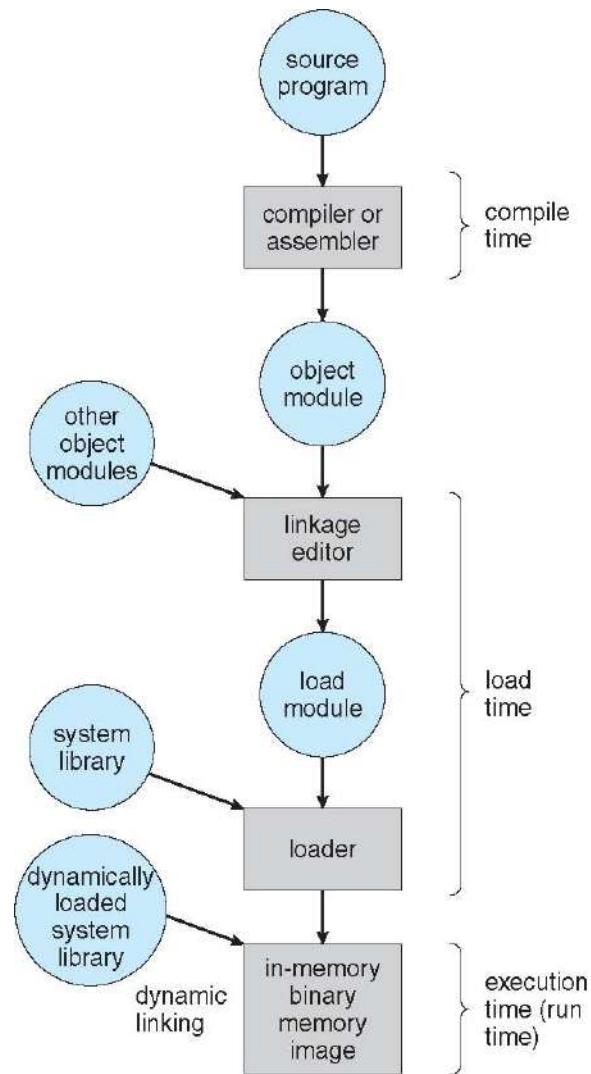 source
program
compiler or
assembler
compile
time
object
module
other
object
modules
linkage
editor
load
module
load
time
system
library
loader
dynamically
loaded
system
library
dynamic
linking
in-memory
binary
memory
image
execution
time (run
time)